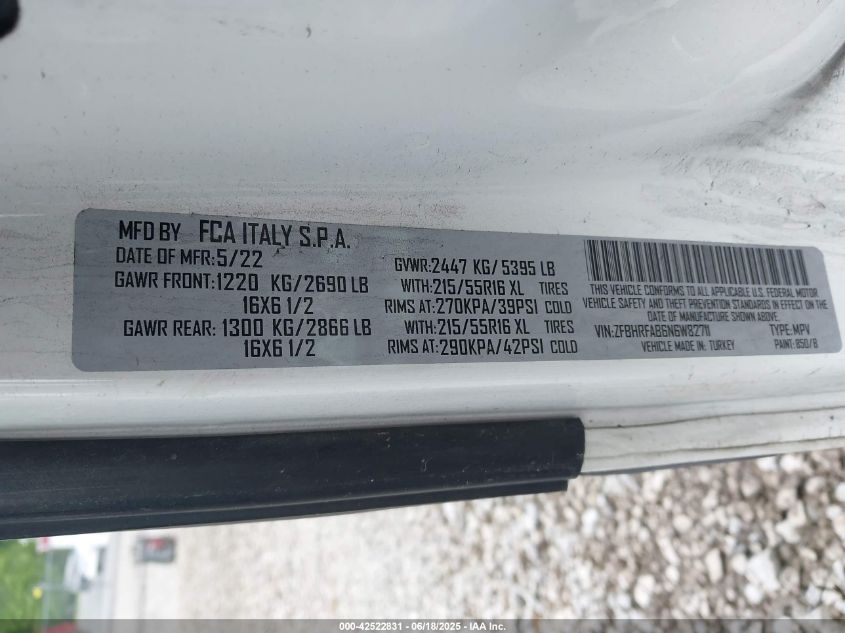 MFD BY FCA ITALY S.P.A.
DATE OF MFR: 5/22
GAWR FRONT: 1220 KG/2690 LB
16X6 1/2
GAWR REAR: 1300 KG/2866 LB
16X6 1/2
GVWR: 2447 KG/ 5395 LB
WITH: 215/55R16 XL TIRES
RIMS AT: 270KPA/39PSI COLD
WITH: 215/55R16 XL TIRES
RIMS AT: 290KPA/42PSI COLD
THIS VEHICLE CONFORMS TO ALL APPLICABLE U.S. FEDERAL MOTOR
VEHICLE SAFETY AND THEFT PREVENTION STANDARDS IN EFFECT ON THE
DATE OF MANUFACTURE SHOWN ABOVE.
VIN: ZFBHRFAB6N6W82711 TYPE: MPV
VEHICLE MADE IN: TURKEY PAINT: 850/B
000-42522831 - 06/18/2025 - IAA Inc.